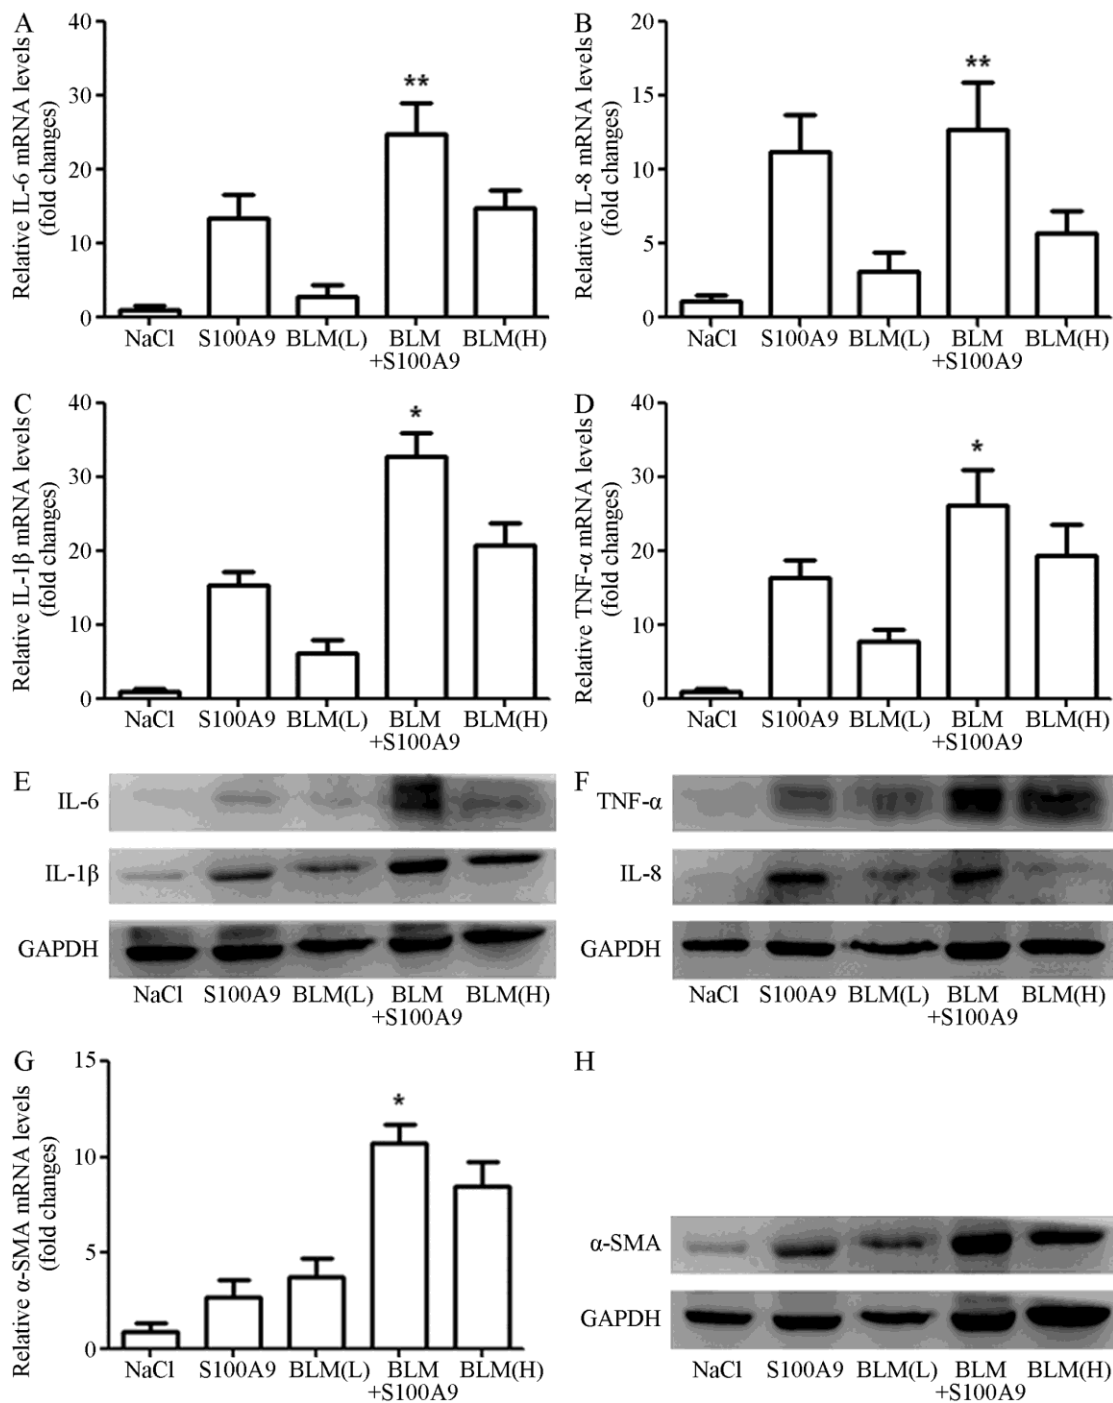 A
Relative IL-6 mRNA levels
(fold changes)
40
30
20
10
0
**
NaCl S100A9 BLM(L) BLM BLM(H)
+S100A9
B
Relative IL-8 mRNA levels
(fold changes)
20
15
10
5
0
**
NaCl S100A9 BLM(L) BLM BLM(H)
+S100A9
C
Relative IL-1β mRNA levels
(fold changes)
40
30
20
10
0
*
NaCl S100A9 BLM(L) BLM BLM(H)
+S100A9
D
Relative TNF-α mRNA levels
(fold changes)
40
30
20
10
0
*
NaCl S100A9 BLM(L) BLM BLM(H)
+S100A9
E
IL-6
IL-1β
GAPDH
NaCl S100A9 BLM(L) BLM BLM(H)
+S100A9
F
TNF-α
IL-8
GAPDH
NaCl S100A9 BLM(L) BLM BLM(H)
+S100A9
G
Relative α-SMA mRNA levels
(fold changes)
15
10
5
0
*
NaCl S100A9 BLM(L) BLM BLM(H)
+S100A9
H
α-SMA
GAPDH
NaCl S100A9 BLM(L) BLM BLM(H)
+S100A9